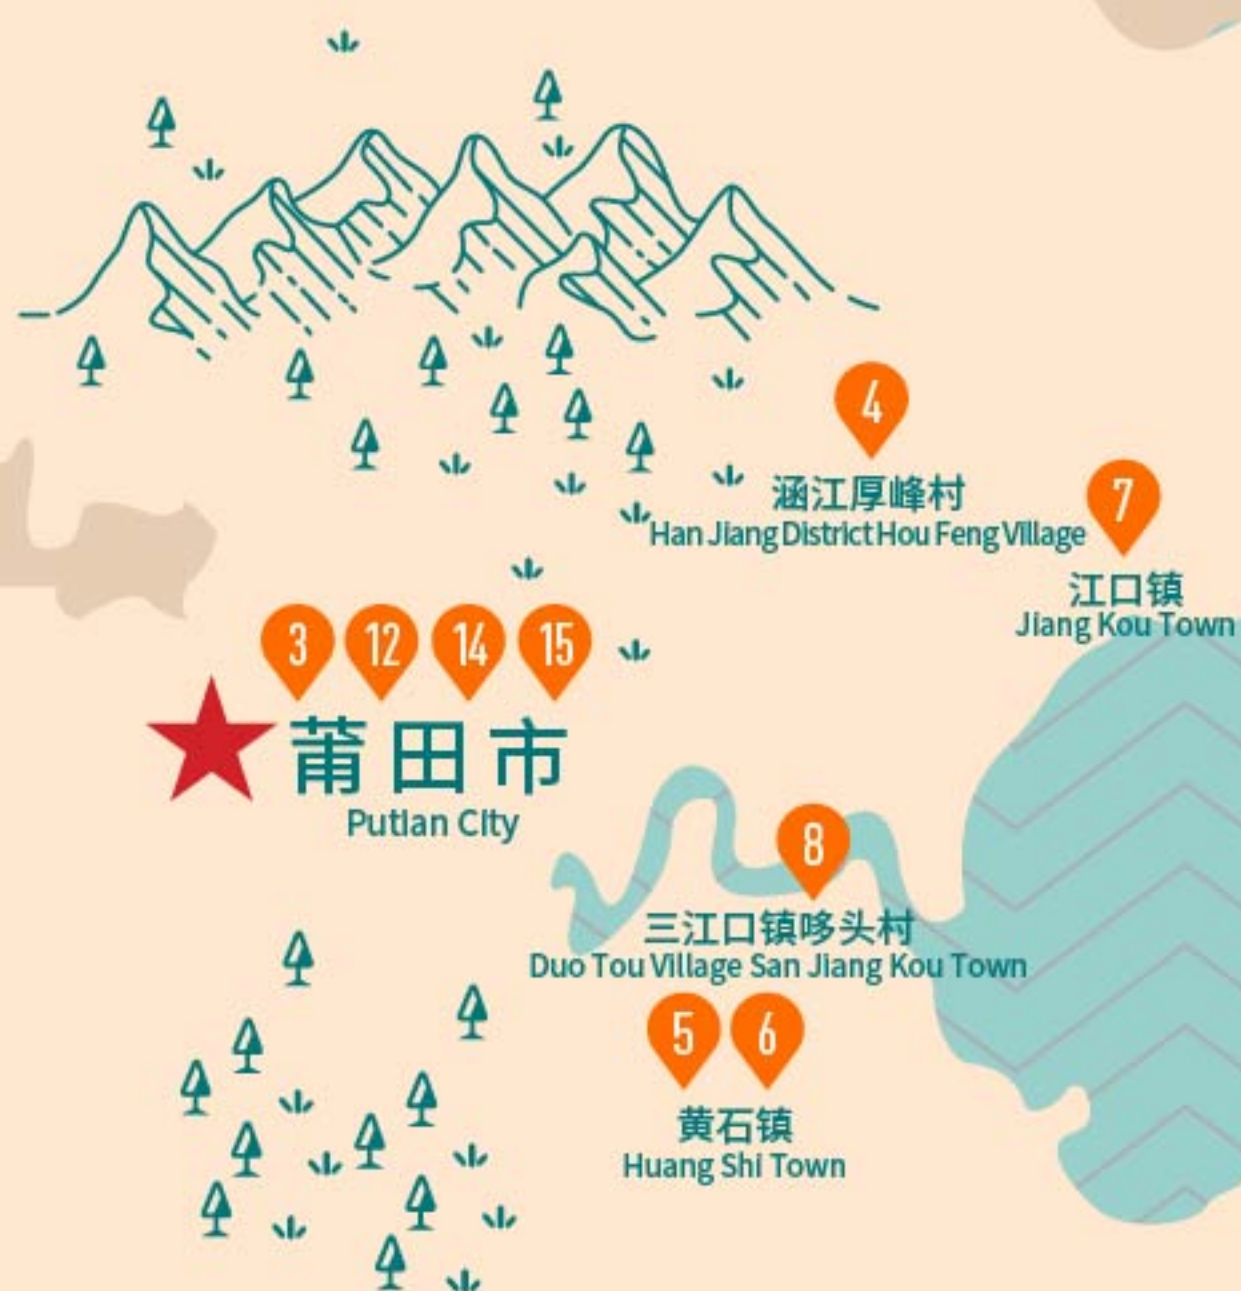 4
涵江厚峰村
Han Jiang District Hou Feng Village
7
江口镇
Jiang Kou Town
3 12 14 15
莆田市
Putian City
8
三江口镇哆头村
Duo Tou Village San Jiang Kou Town
5 6
黄石镇
Huang Shi Town